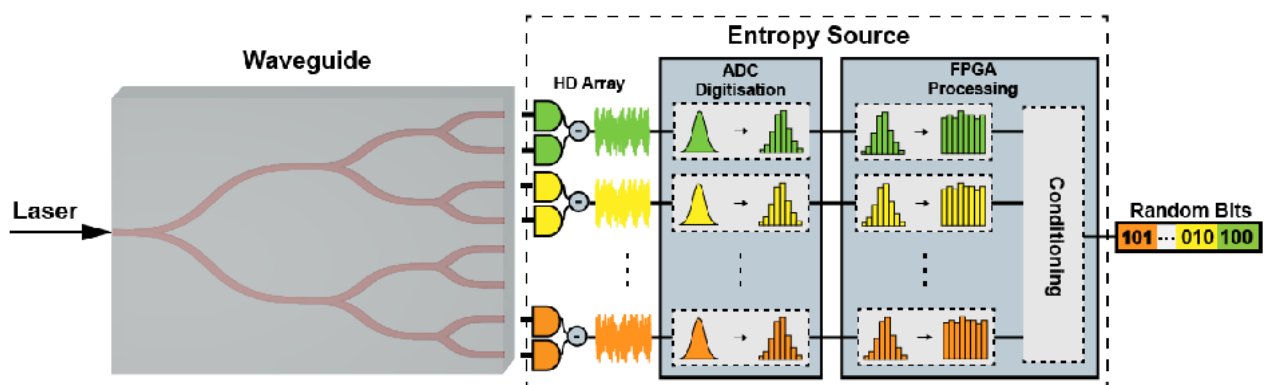 Entropy Source
Waveguide
HD Array
ADC
Digitisation
FPGA
Processing
Laser
-
-
-
Conditioning
Random Bits
101 ··· 010 100